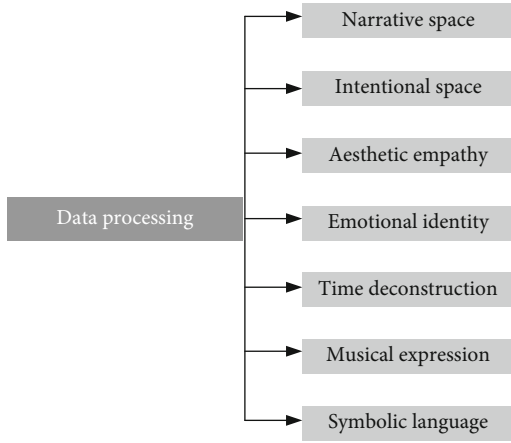 Narrative space
Intentional space
Aesthetic empathy
Data processing
Emotional identity
Time deconstruction
Musical expression
Symbolic language